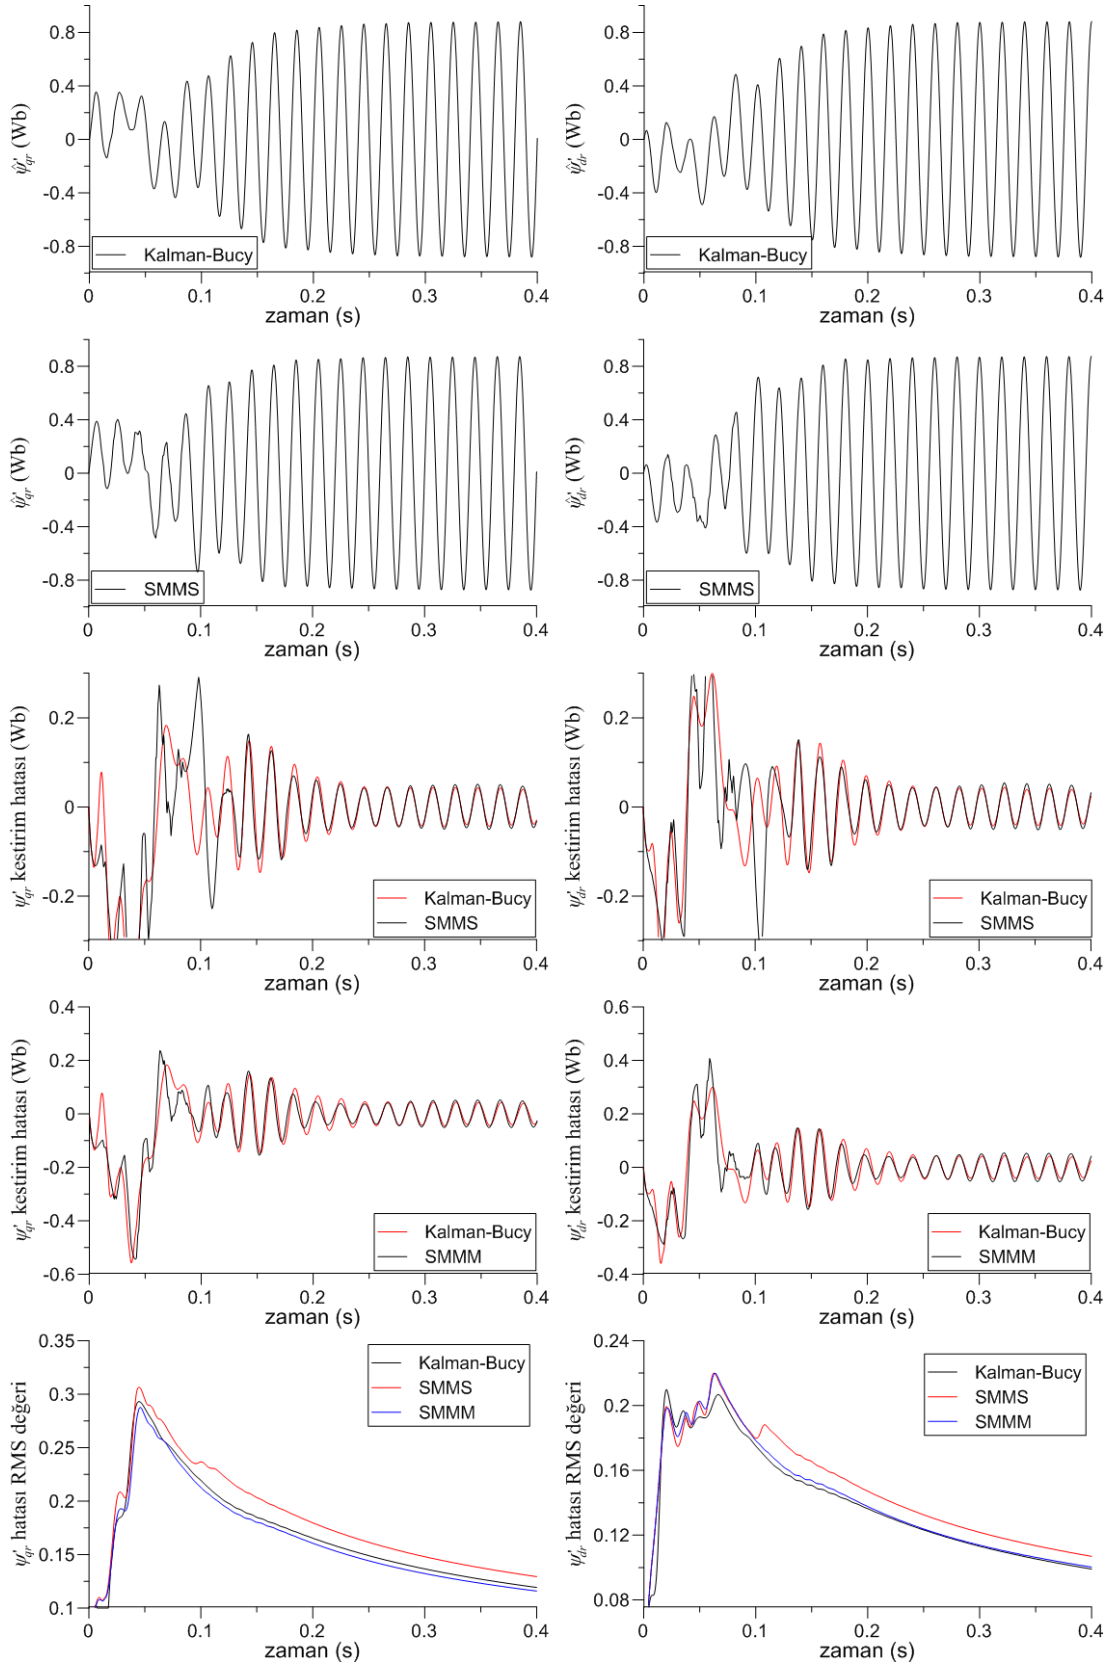 0.8
0.4
0
-0.4
-0.8
ψ̂'qr (Wb)
Kalman-Bucy
0 0.1 0.2 0.3 0.4
zaman (s)
0.8
0.4
0
-0.4
-0.8
ψ̂'dr (Wb)
Kalman-Bucy
0 0.1 0.2 0.3 0.4
zaman (s)
0.8
0.4
0
-0.4
-0.8
ψ̂'qr (Wb)
SMMS
0 0.1 0.2 0.3 0.4
zaman (s)
0.8
0.4
0
-0.4
-0.8
ψ̂'dr (Wb)
SMMS
0 0.1 0.2 0.3 0.4
zaman (s)
0.2
0
-0.2
ψ'qr kestirim hatası (Wb)
Kalman-Bucy
SMMS
0 0.1 0.2 0.3 0.4
zaman (s)
0.2
0
-0.2
ψ'dr kestirim hatası (Wb)
Kalman-Bucy
SMMS
0 0.1 0.2 0.3 0.4
zaman (s)
0.4
0.2
0
-0.2
-0.4
-0.6
ψ'qr kestirim hatası (Wb)
Kalman-Bucy
SMMM
0 0.1 0.2 0.3 0.4
zaman (s)
0.6
0.4
0.2
0
-0.2
-0.4
ψ'dr kestirim hatası (Wb)
Kalman-Bucy
SMMM
0 0.1 0.2 0.3 0.4
zaman (s)
0.35
0.3
0.25
0.2
0.15
0.1
ψ'qr hatası RMS değeri
Kalman-Bucy
SMMS
SMMM
0 0.1 0.2 0.3 0.4
zaman (s)
0.24
0.2
0.16
0.12
0.08
ψ'dr hatası RMS değeri
Kalman-Bucy
SMMS
SMMM
0 0.1 0.2 0.3 0.4
zaman (s)